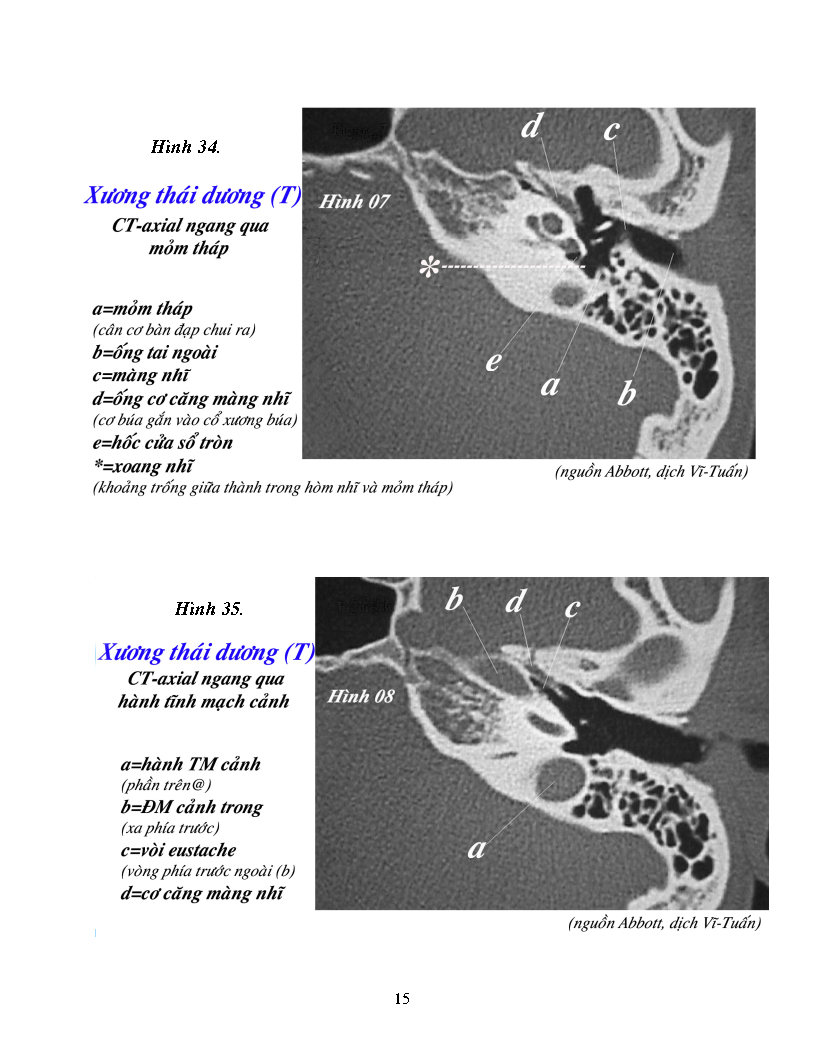 Hình 34.
Xương thái dương (T)
CT-axial ngang qua
mỏm tháp
a=mỏm tháp
(cân cơ bàn đạp chui ra)
b=ống tai ngoài
c=màng nhĩ
d=ống cơ căng màng nhĩ
(cơ búa gắn vào cổ xương búa)
e=hốc cửa sổ tròn
*=xoang nhĩ
(khoảng trống giữa thành trong hòm nhĩ và mỏm tháp)
Hình 07
d
c
*
e
a
b
(nguồn Abbott, dịch Vĩ-Tuấn)
Hình 35.
Xương thái dương (T)
CT-axial ngang qua
hành tĩnh mạch cảnh
a=hành TM cảnh
(phần trên@)
b=ĐM cảnh trong
(xa phía trước)
c=vòi eustache
(vòng phía trước ngoài (b)
d=cơ căng màng nhĩ
Hình 08
b
d
c
a
(nguồn Abbott, dịch Vĩ-Tuấn)
15